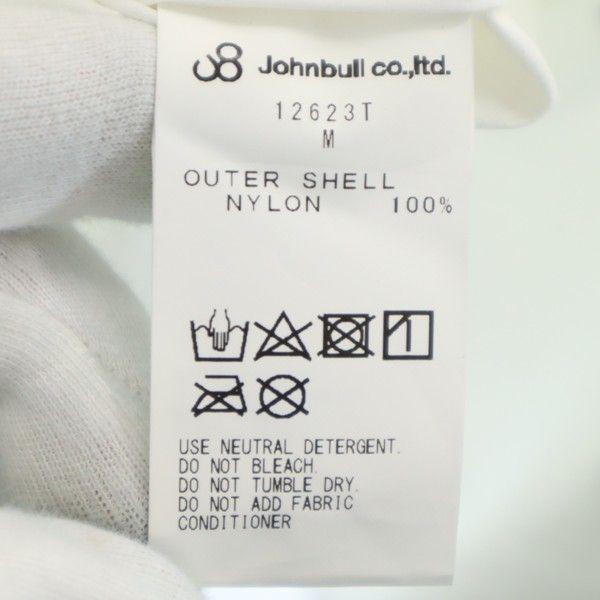 Johnbull co.,ltd.
12623T
M
OUTER SHELL
NYLON 100%
USE NEUTRAL DETERGENT.
DO NOT BLEACH.
DO NOT TUMBLE DRY.
DO NOT ADD FABRIC
CONDITIONER